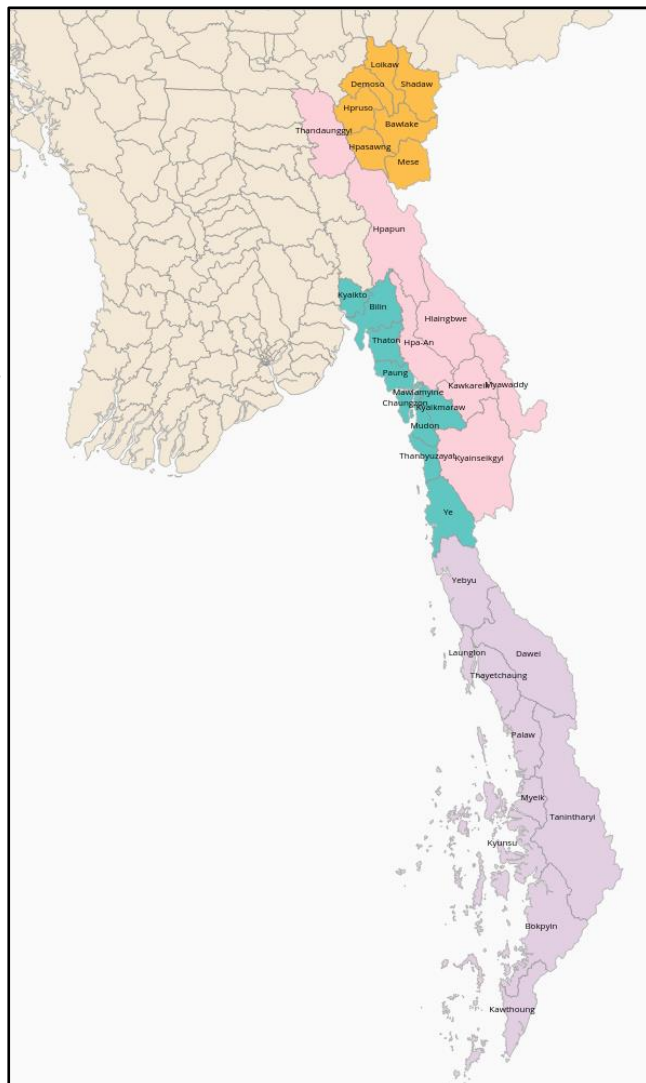 Loikaw
Demoso
Shadaw
Hpruso
Bawlake
Thandaunggyi
Hpasawng
Mese
Hpapun
Kyaikto
Bilin
Hlaingbwe
Thaton
Hpa-An
Paung
Kawkareik
Myawaddy
Mawlamyine
Chaungzon
Kyaikmaraw
Mudon
Thanbyuzayat
Kyainseikgyi
Ye
Yebyu
Launglon
Dawei
Thayetchaung
Palaw
Myeik
Tanintharyi
Kyunsu
Bokpyin
Kawthoung